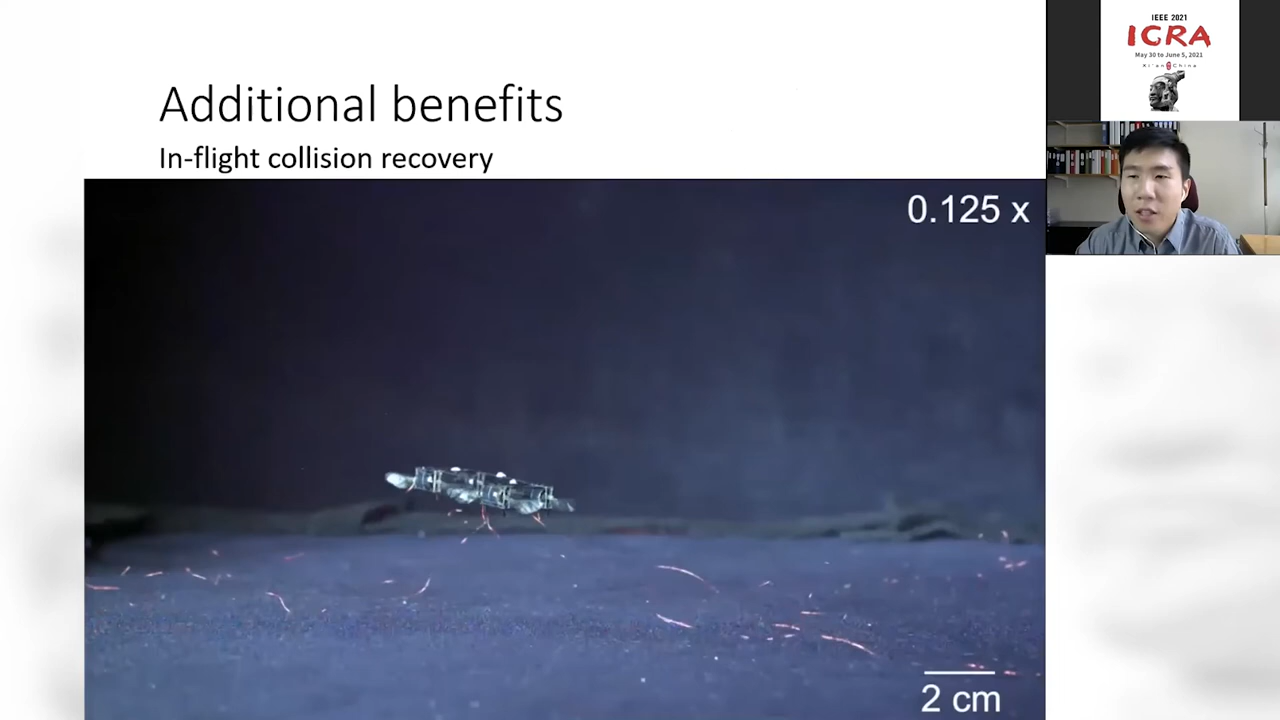 Additional benefits
In-flight collision recovery
0.125 x
2 cm
IEEE 2021
ICRA
May 30 to June 5, 2021
Xi'an China